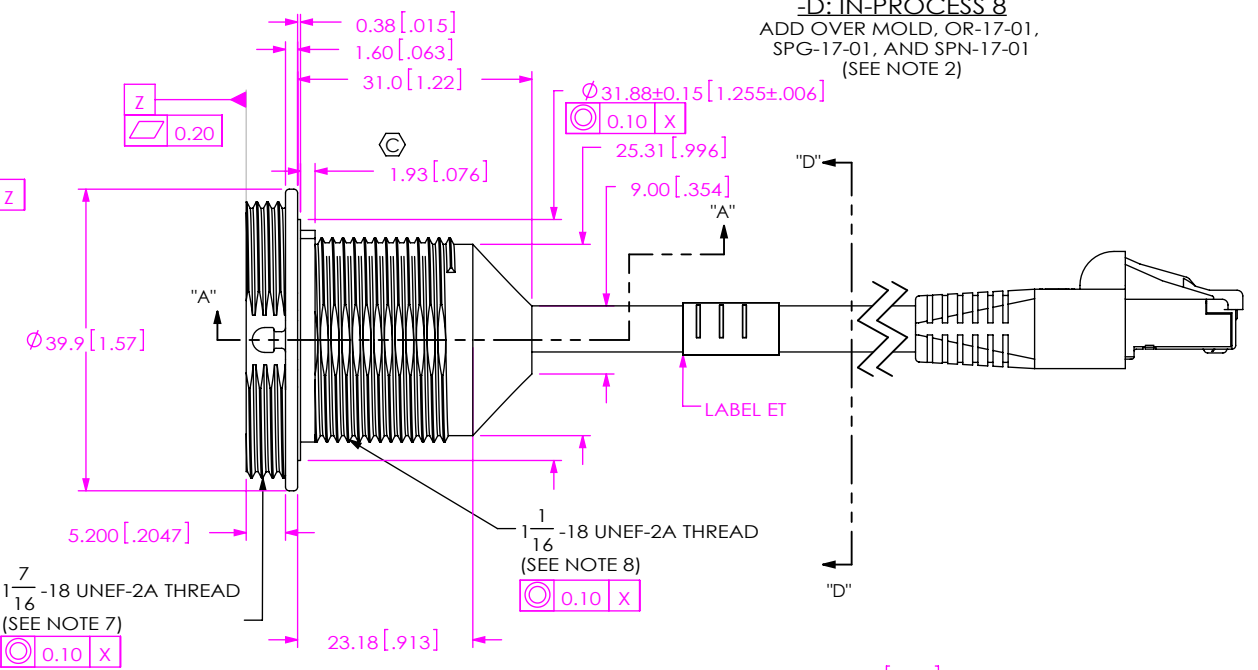 -D: IN-PROCESS 8
ADD OVER MOLD, OR-17-01,
SPG-17-01, AND SPN-17-01
(SEE NOTE 2)
0.38 [.015]
1.60 [.063]
31.0 [1.22]
Z
⏥ 0.20
Ø31.88±0.15 [1.255±.006]
◎ 0.10 X
C
25.31 [.996]
1.93 [.076]
9.00 [.354]
"D"
Z
"A"
"A"
Ø39.9 [1.57]
LABEL ET
5.200 [.2047]
1 1/16 -18 UNEF-2A THREAD
(SEE NOTE 8)
◎ 0.10 X
"D"
1 7/16 -18 UNEF-2A THREAD
(SEE NOTE 7)
◎ 0.10 X
23.18 [.913]